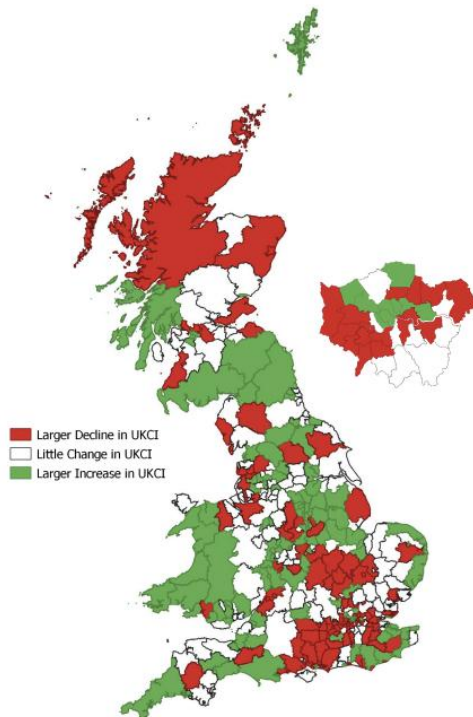 Larger Decline in UKCI
Little Change in UKCI
Larger Increase in UKCI